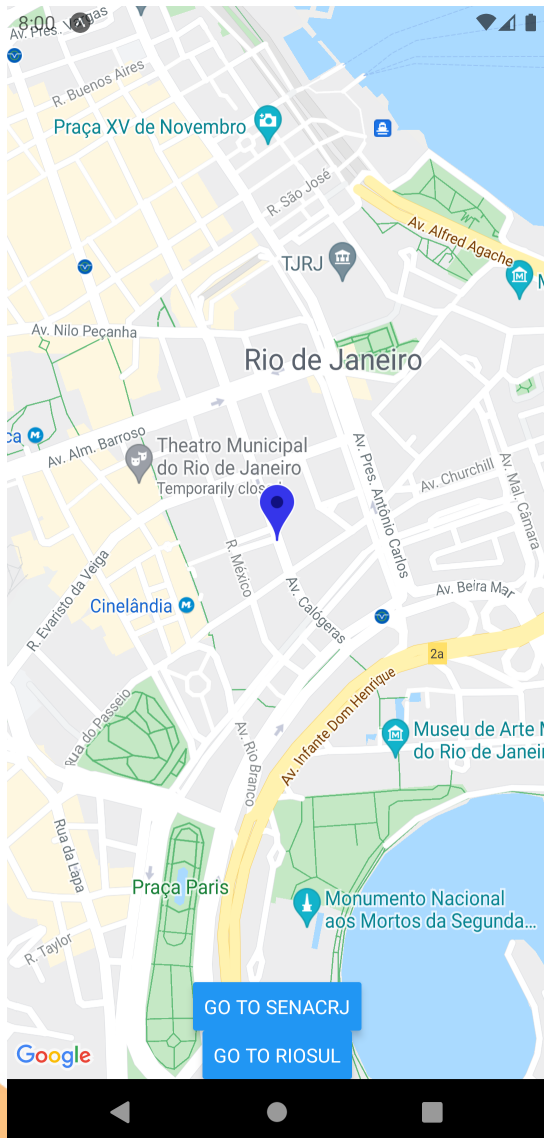 8:00
Av. Pres. Vargas
R. Buenos Aires
Praça XV de Novembro
R. São José
Av. Alfred Agache
TJRJ
M
Av. Nilo Peçanha
Rio de Janeiro
ca
Av. Alm. Barroso
Theatro Municipal
do Rio de Janeiro
Temporarily clos
Av. Pres. Antônio Carlos
Av. Churchill
Av. Mal. Câmara
R. México
R. Evaristo da Veiga
Cinelândia
Av. Calógeras
Av. Beira Mar
2a
Rua do Passeio
Av. Infante Dom Henrique
Av. Rio Branco
Museu de Arte M
do Rio de Janei
Rua da Lapa
Praça Paris
Monumento Nacional
aos Mortos da Segunda...
R. Taylor
GO TO SENACRJ
GO TO RIOSUL
Google